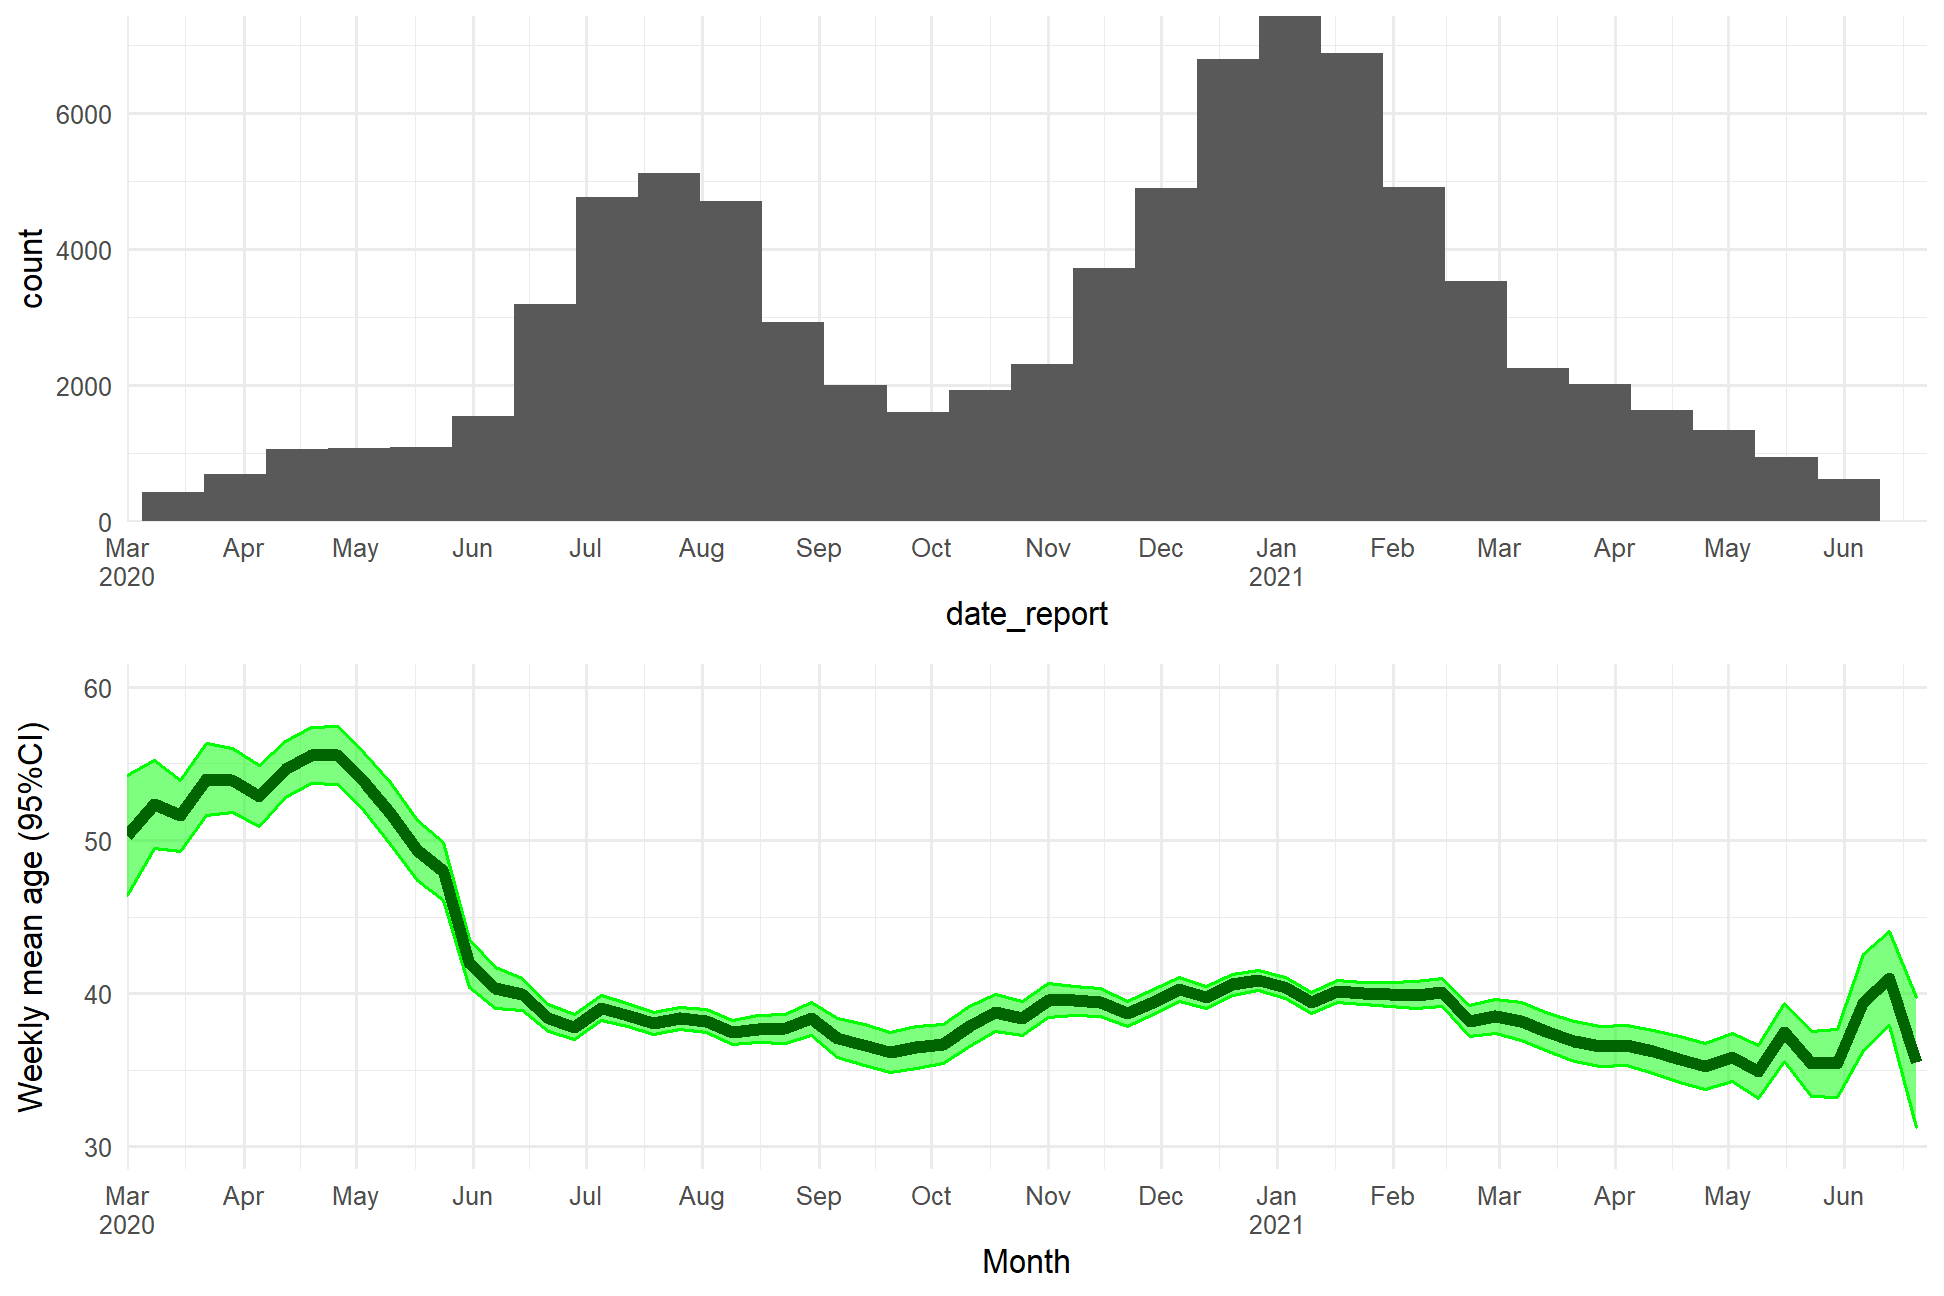 count
6000
4000
2000
0
Mar Apr May Jun Jul Aug Sep Oct Nov Dec Jan Feb Mar Apr May Jun
2020 2021
date_report
Weekly mean age (95%CI)
60
50
40
30
Mar Apr May Jun Jul Aug Sep Oct Nov Dec Jan Feb Mar Apr May Jun
2020 2021
Month